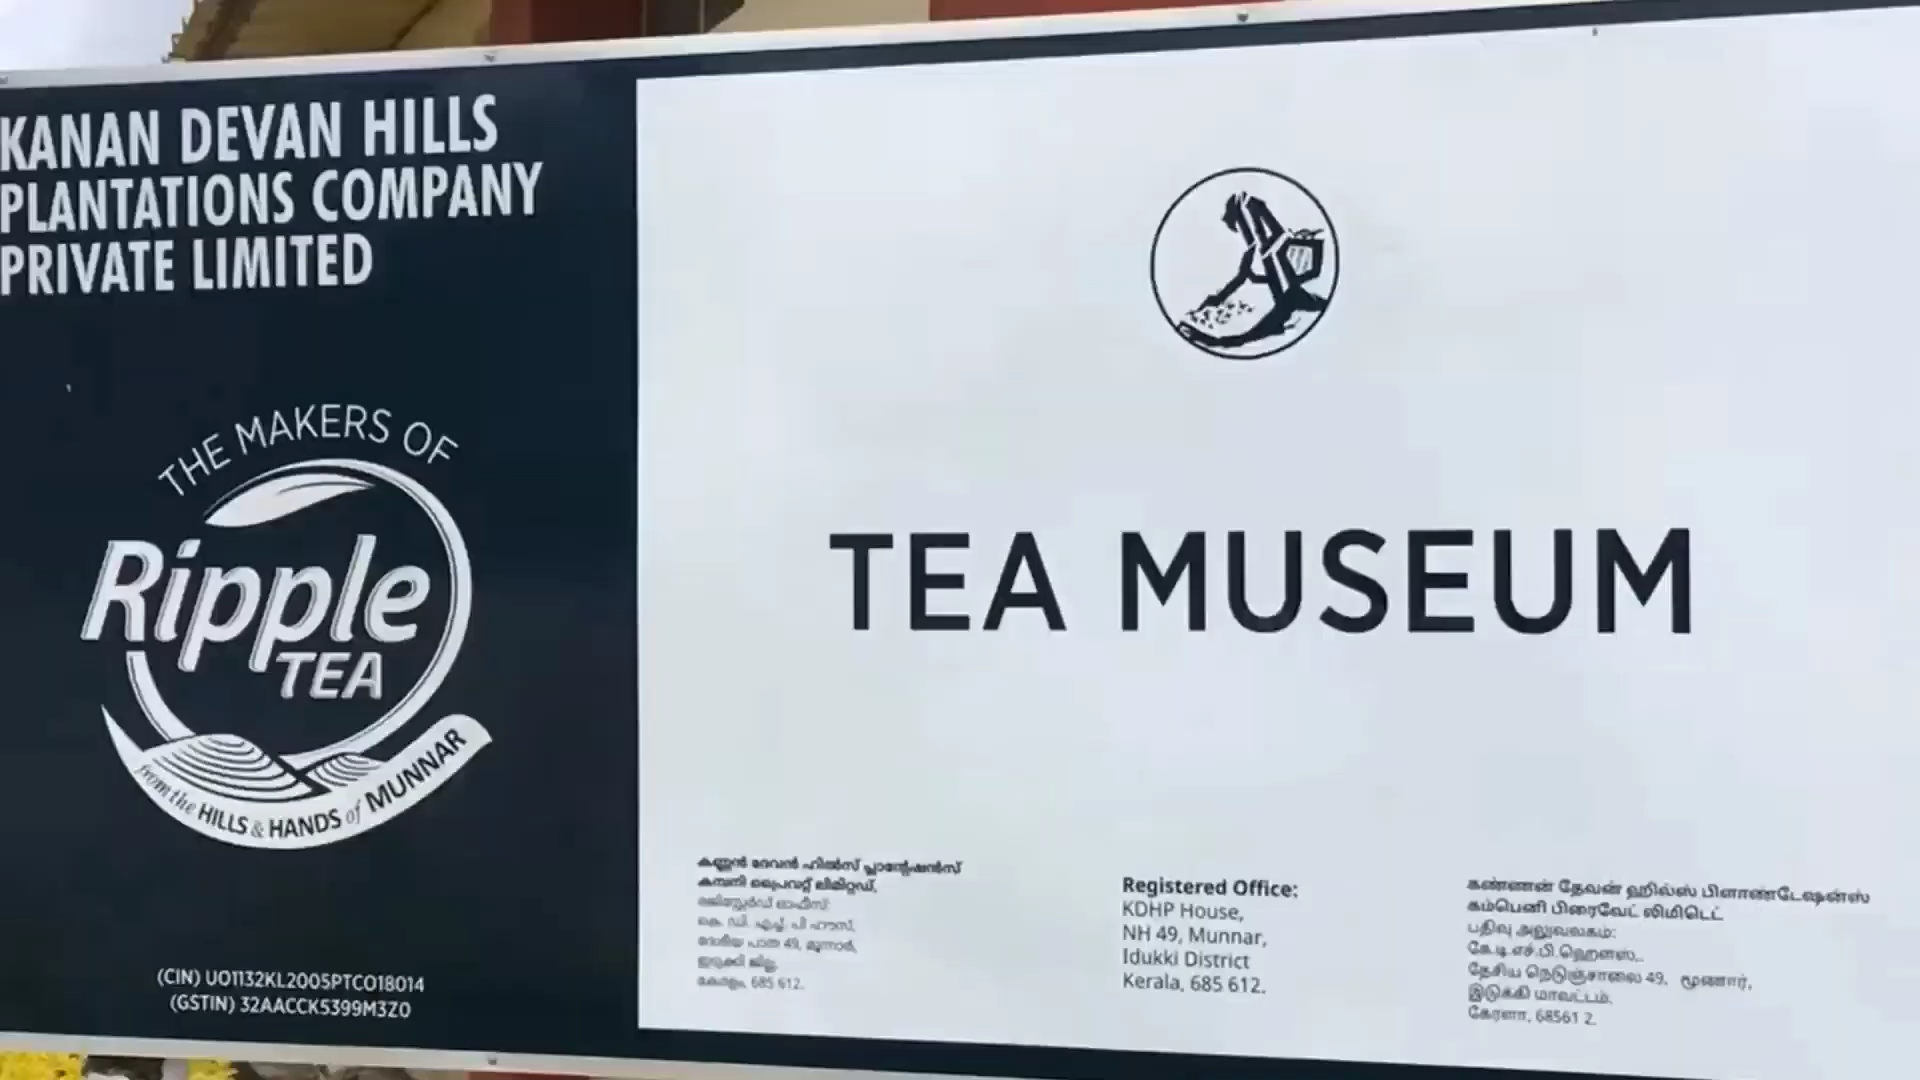 KANAN DEVAN HILLS
PLANTATIONS COMPANY
PRIVATE LIMITED
THE MAKERS OF
Ripple
TEA
from the HILLS & HANDS of MUNNAR
(CIN) U01132KL2005PTC018014
(GSTIN) 32AACCK5399M3Z0
TEA MUSEUM
കണ്ണൻ ദേവൻ ഹിൽസ് പ്ലാന്റേഷൻസ്
കമ്പനി പ്രൈവറ്റ് ലിമിറ്റഡ്,
രജിസ്റ്റേർഡ് ഓഫീസ്:
കെ. ഡി. എച്ച്. പി ഹൗസ്,
ദേശീയ പാത 49, മൂന്നാർ,
ഇടുക്കി ജില്ല,
കേരളം, 685 612.
Registered Office:
KDHP House,
NH 49, Munnar,
Idukki District
Kerala, 685 612.
கண்ணன் தேவன் ஹில்ஸ் பிளாண்டேஷன்ஸ்
கம்பெனி பிரைவேட் லிமிடெட்
பதிவு அலுவலகம்:
கே.டி.எச்.பி.ஹௌஸ்,
தேசிய நெடுஞ்சாலை 49, மூணார்,
இடுக்கி மாவட்டம்,
கேரளா, 68561 2.